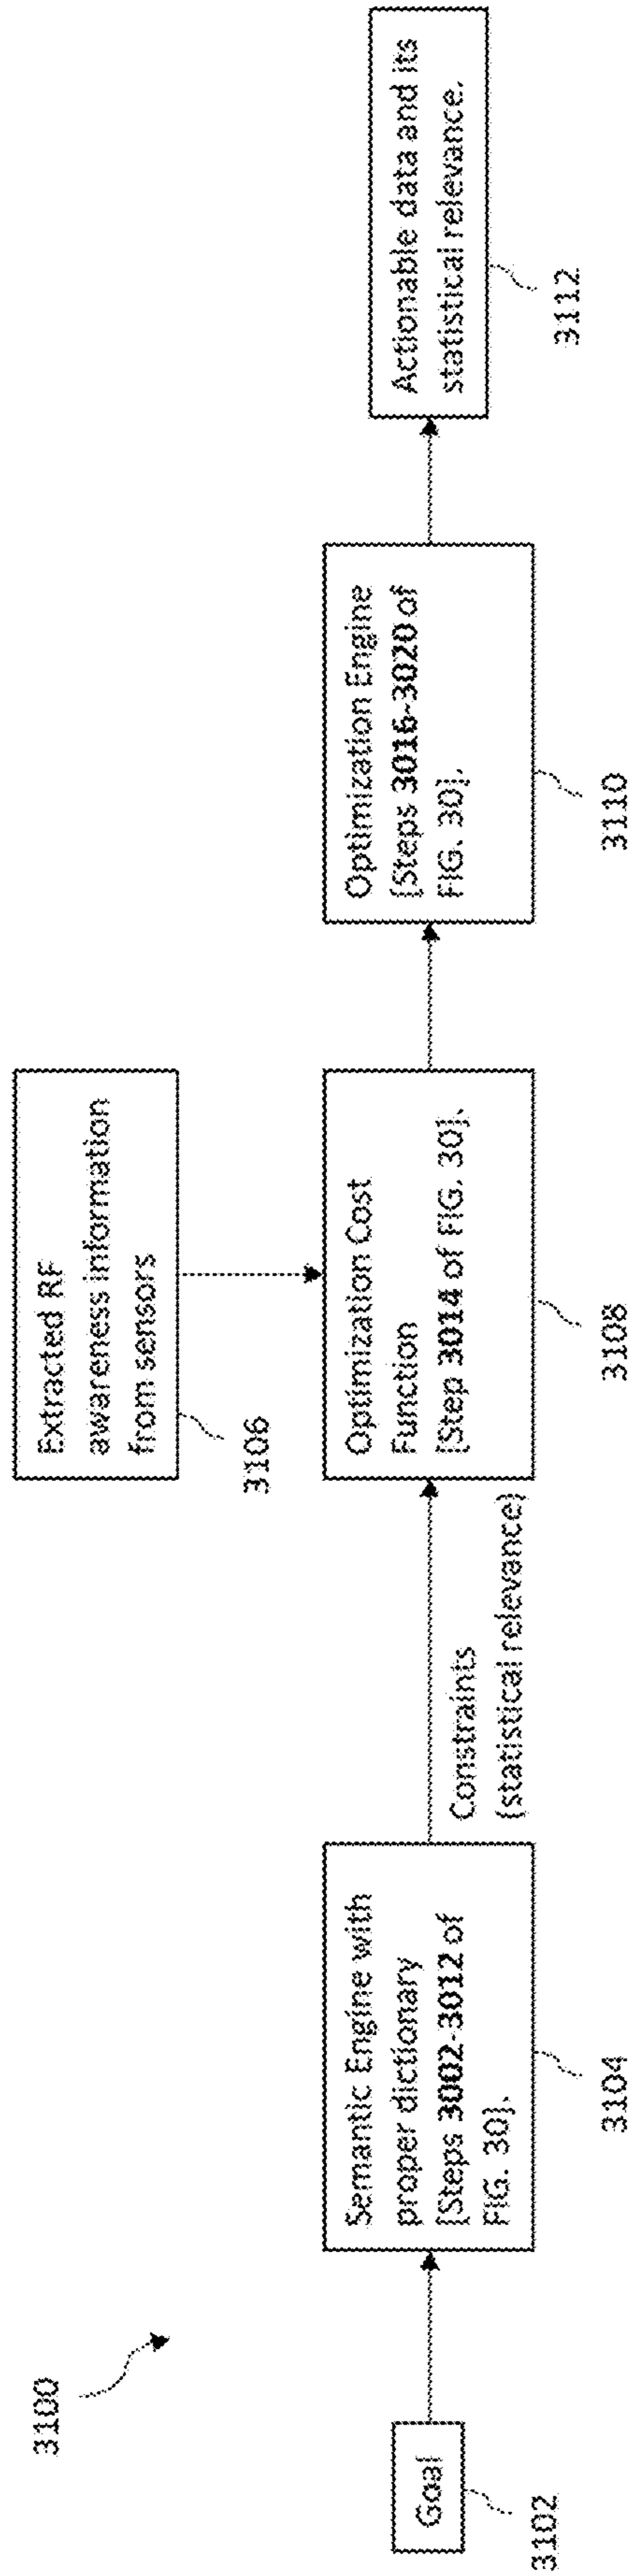 3100
Goal
3102
Semantic Engine with
proper dictionary
[Steps 3002-3012 of
FIG. 30].
3104
Constraints
(statistical relevance)
Extracted RF
awareness information
from sensors
3106
Optimization Cost
Function
[Step 3014 of FIG. 30].
3108
Optimization Engine
[Steps 3016-3020 of
FIG. 30].
3110
Actionable data and its
statistical relevance.
3112